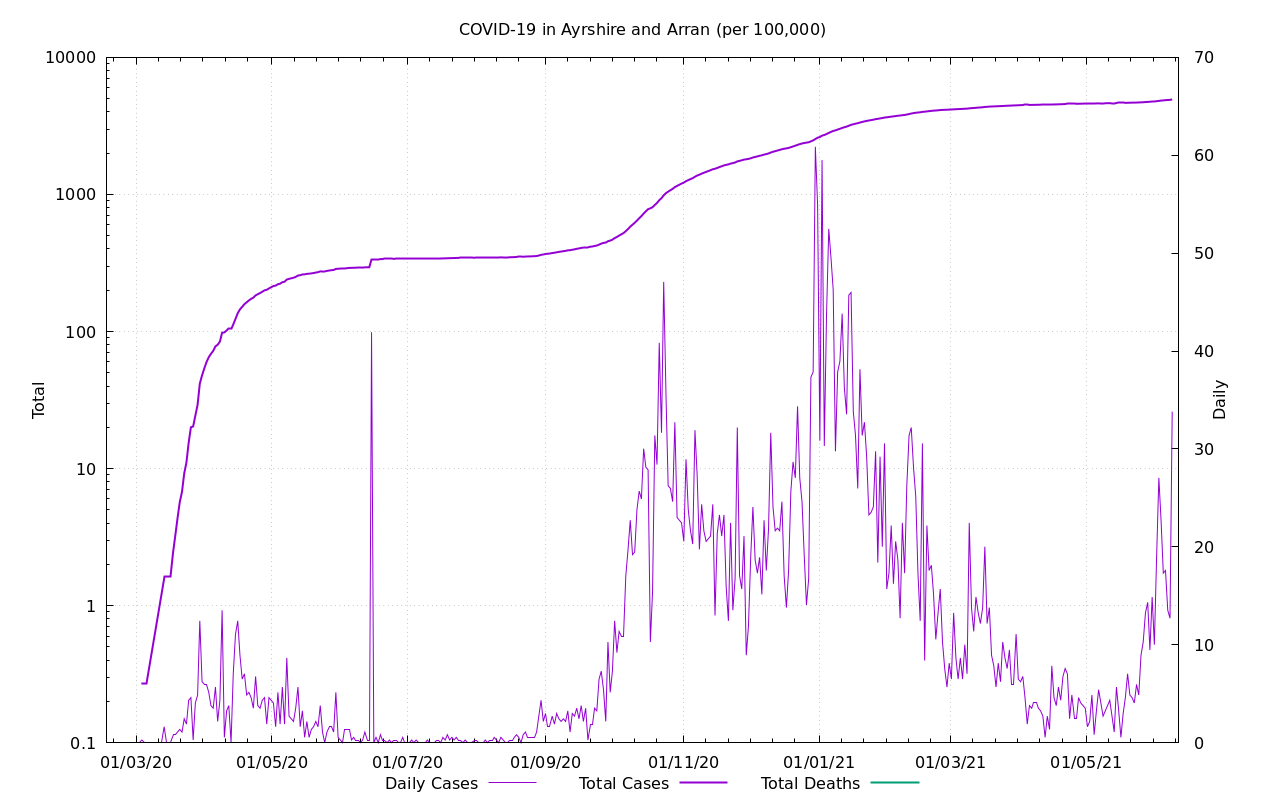 COVID-19 in Ayrshire and Arran (per 100,000)
10000
1000
100
10
1
0.1
Total
70
60
50
40
30
20
10
0
Daily
01/03/20 01/05/20 01/07/20 01/09/20 01/11/20 01/01/21 01/03/21 01/05/21
Daily Cases Total Cases Total Deaths